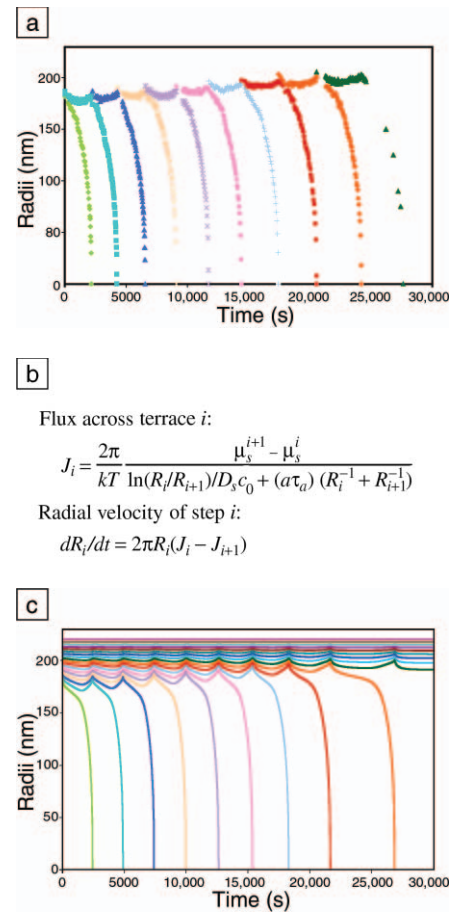 a
200
150
100
80
0
Radii (nm)
0 5000 10,000 15,000 20,000 25,000 30,000
Time (s)
b
Flux across terrace i:
J_i = \frac{2π}{kT} \frac{μ_s^{i+1} - μ_s^i}{ln(R_i/R_{i+1})/D_s c_0 + (aτ_a) (R_i^{-1} + R_{i+1}^{-1})}
Radial velocity of step i:
dR_i/dt = 2πR_i(J_i – J_{i+1})
c
200
150
100
50
0
Radii (nm)
0 5000 10,000 15,000 20,000 25,000 30,000
Time (s)